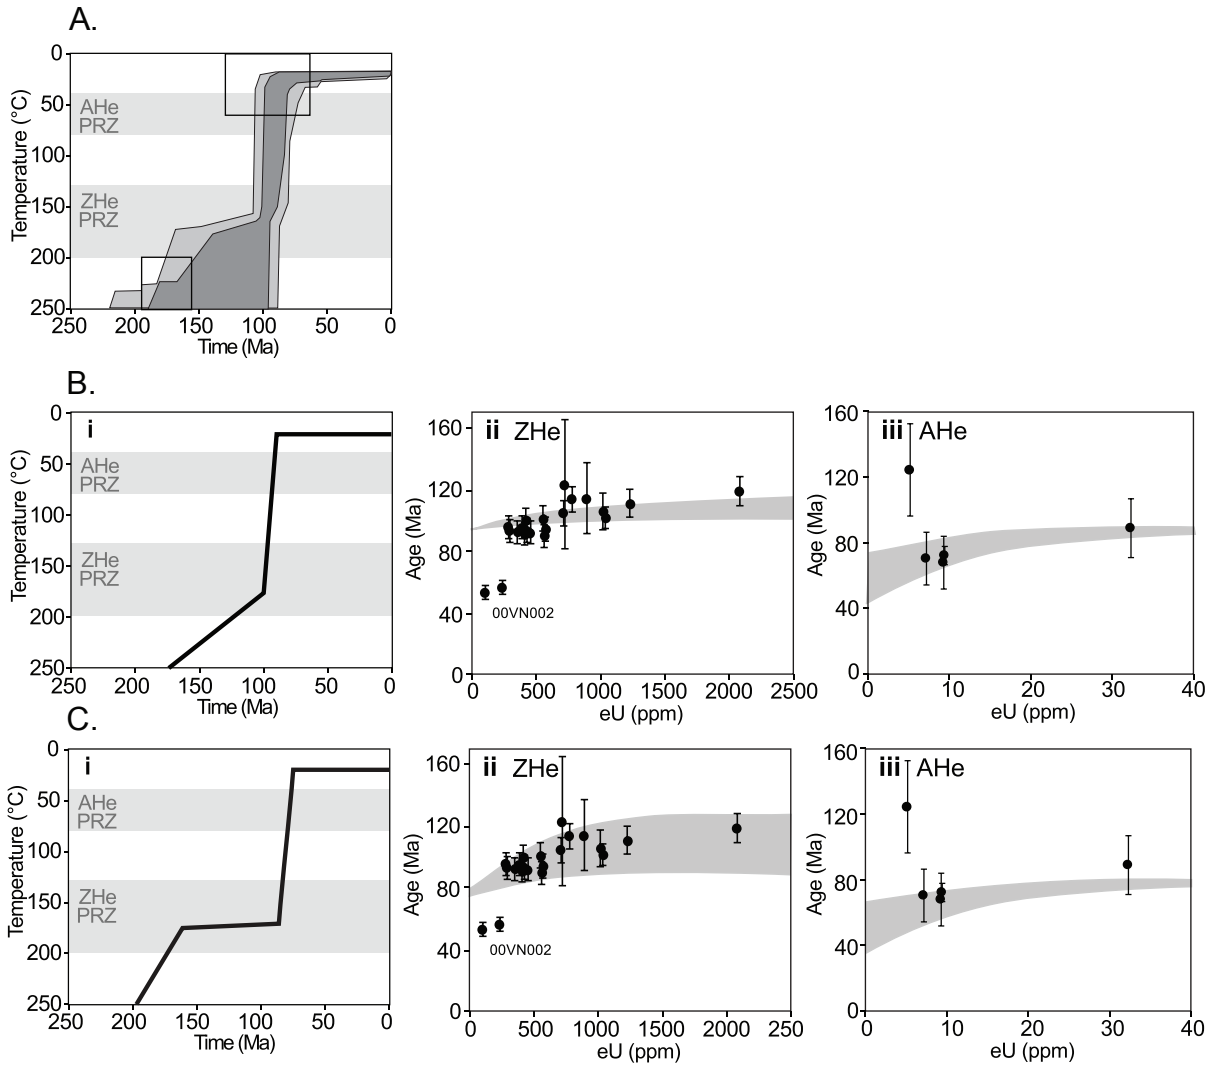 A.
0
50
100
150
200
250
Temperature (°C)
AHe
PRZ
ZHe
PRZ
250 200 150 100 50 0
Time (Ma)
B.
0
50
100
150
200
250
Temperature (°C)
i
AHe
PRZ
ZHe
PRZ
250 200 150 100 50 0
Time (Ma)
160
120
80
40
0
Age (Ma)
ii ZHe
00VN002
0 500 1000 1500 2000 2500
eU (ppm)
160
120
80
40
0
Age (Ma)
iii AHe
0 10 20 30 40
eU (ppm)
C.
0
50
100
150
200
250
Temperature (°C)
i
AHe
PRZ
ZHe
PRZ
250 200 150 100 50 0
Time (Ma)
160
120
80
40
0
Age (Ma)
ii ZHe
00VN002
0 500 1000 1500 2000 250
eU (ppm)
160
120
80
40
0
Age (Ma)
iii AHe
0 10 20 30 40
eU (ppm)